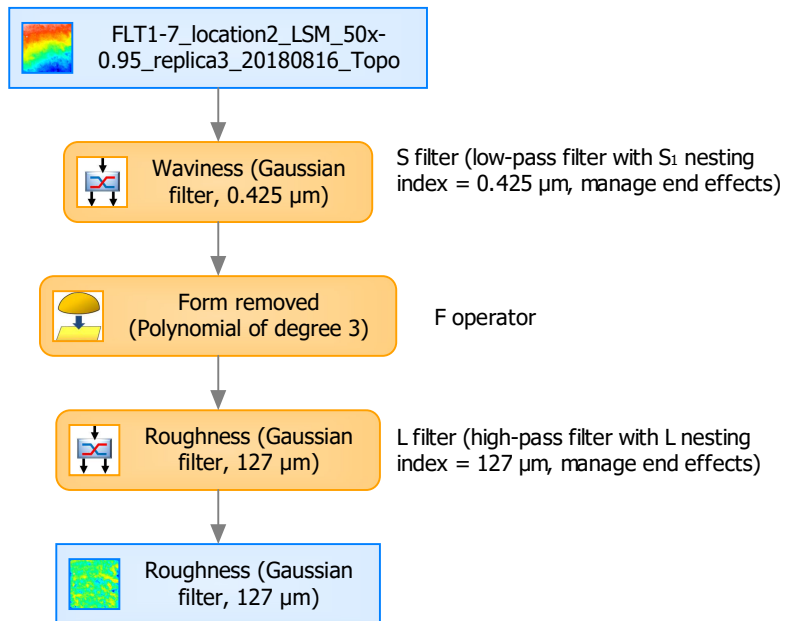 FLT1-7_location2_LSM_50x-
0.95_replica3_20180816_Topo
Waviness (Gaussian
filter, 0.425 µm)
S filter (low-pass filter with S₁ nesting
index = 0.425 µm, manage end effects)
Form removed
(Polynomial of degree 3)
F operator
Roughness (Gaussian
filter, 127 µm)
L filter (high-pass filter with L nesting
index = 127 µm, manage end effects)
Roughness (Gaussian
filter, 127 µm)